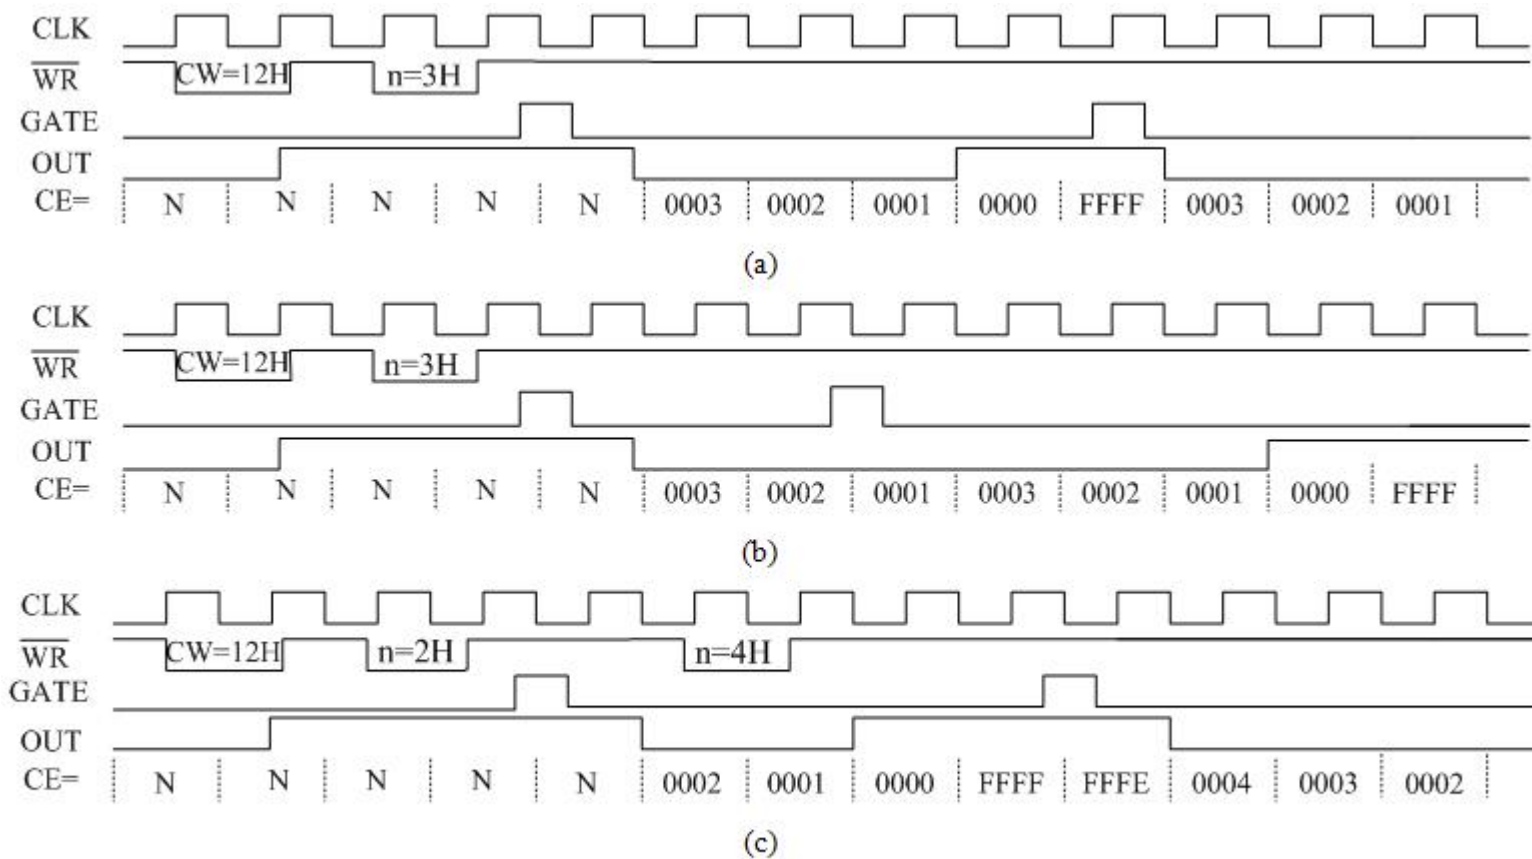 CLK
WR CW=12H n=3H
GATE
OUT
CE= N N N N N 0003 0002 0001 0000 FFFF 0003 0002 0001
(a)
CLK
WR CW=12H n=3H
GATE
OUT
CE= N N N N N 0003 0002 0001 0003 0002 0001 0000 FFFF
(b)
CLK
WR CW=12H n=2H n=4H
GATE
OUT
CE= N N N N N 0002 0001 0000 FFFF FFFE 0004 0003 0002
(c)